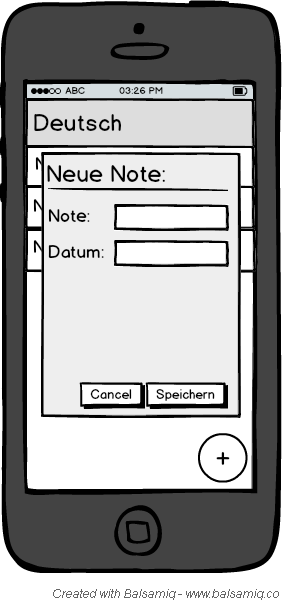 ABC 03:26 PM
Deutsch
Neue Note:
Note:
Datum:
Cancel Speichern
+
Created with Balsamiq - www.balsamiq.co